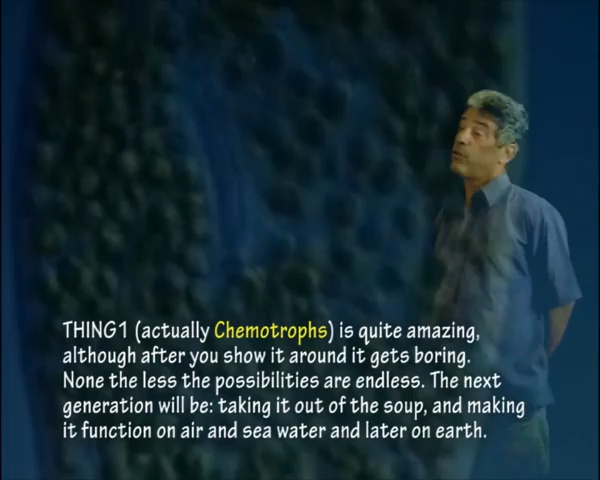 THING1 (actually Chemotrophs) is quite amazing,
although after you show it around it gets boring.
None the less the possibilities are endless. The next
generation will be: taking it out of the soup, and making
it function on air and sea water and later on earth.